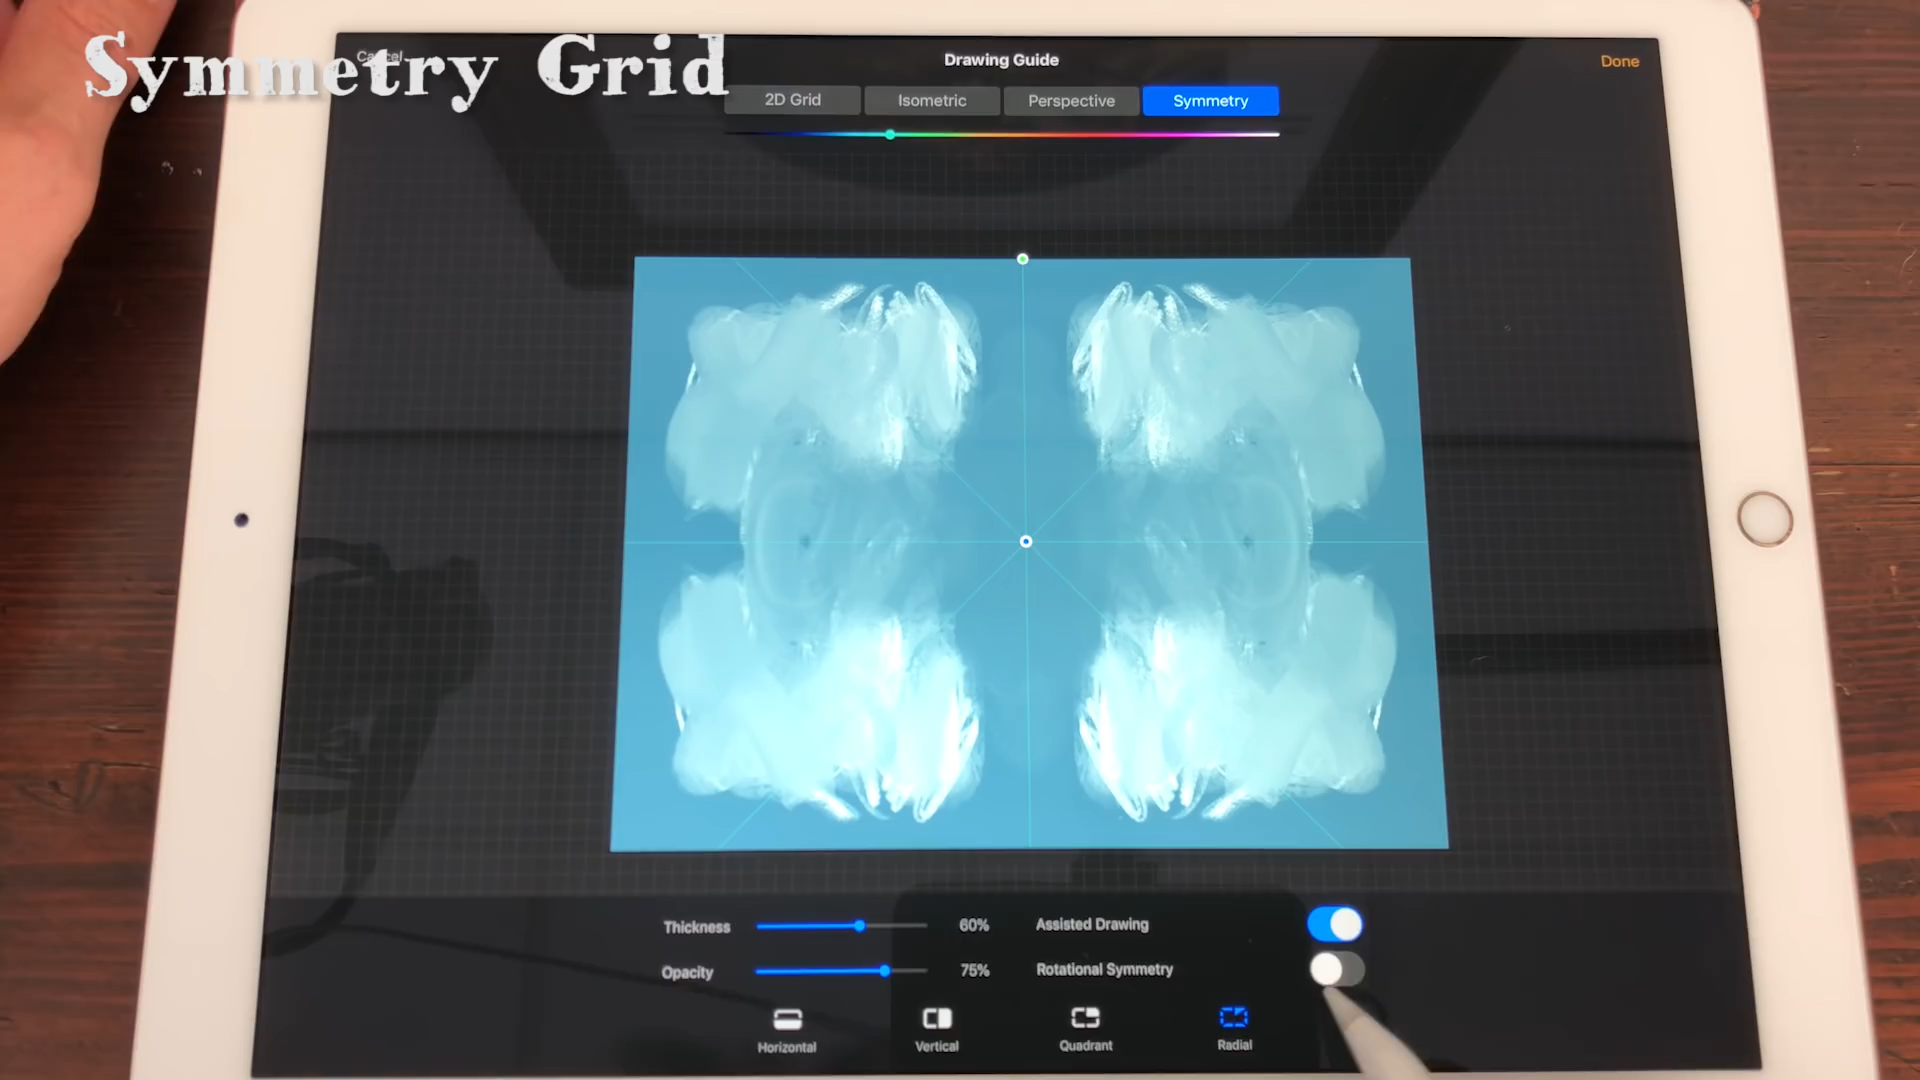 Symmetry Grid
Cancel
Drawing Guide
Done
2D Grid
Isometric
Perspective
Symmetry
Thickness
60%
Assisted Drawing
Opacity
75%
Rotational Symmetry
Horizontal
Vertical
Quadrant
Radial